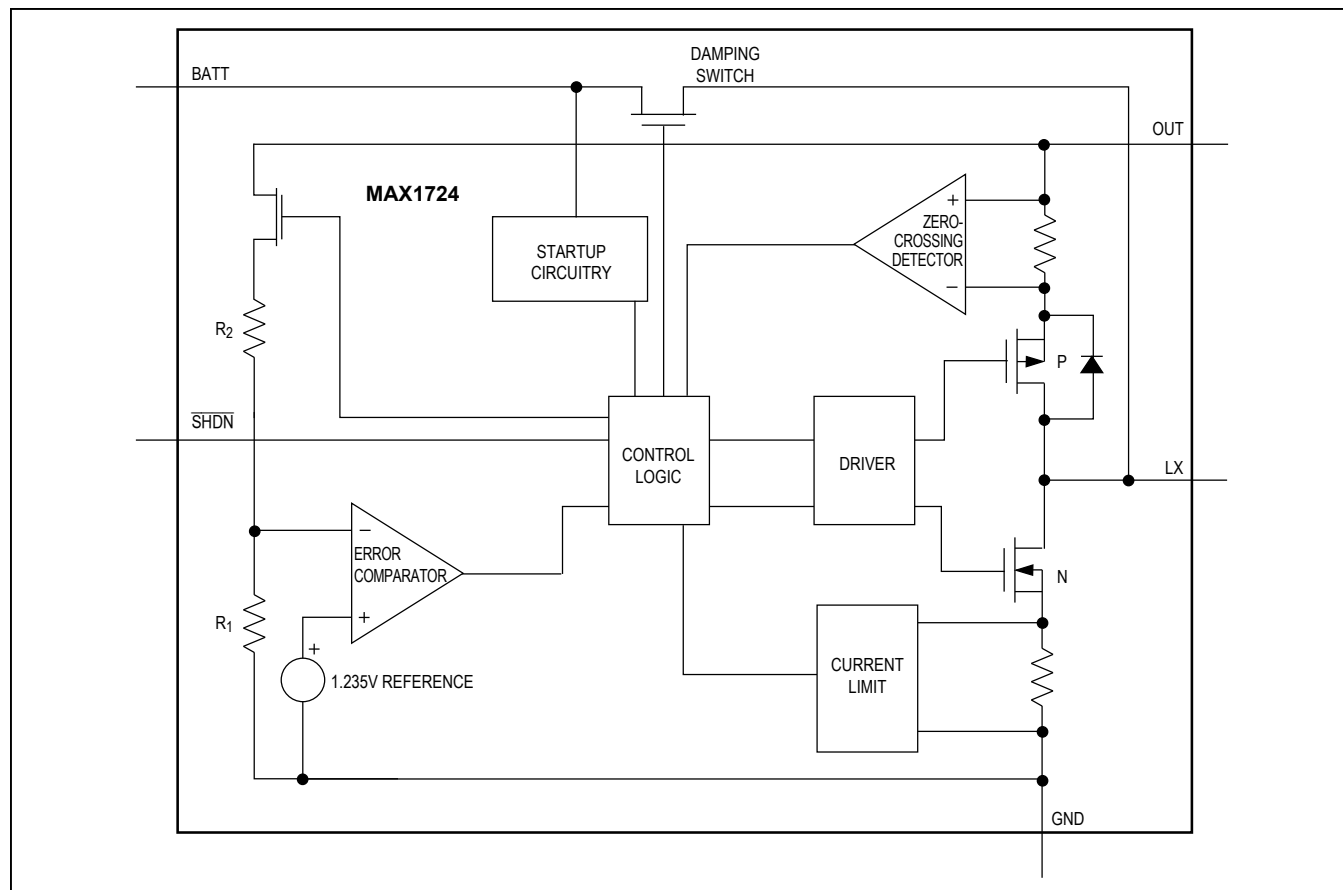 DAMPING
SWITCH
BATT
OUT
MAX1724
+
ZERO-
CROSSING
DETECTOR
−
STARTUP
CIRCUITRY
R2
P
SHDN
CONTROL
LOGIC
DRIVER
LX
−
ERROR
COMPARATOR
+
N
R1
+
1.235V REFERENCE
CURRENT
LIMIT
GND